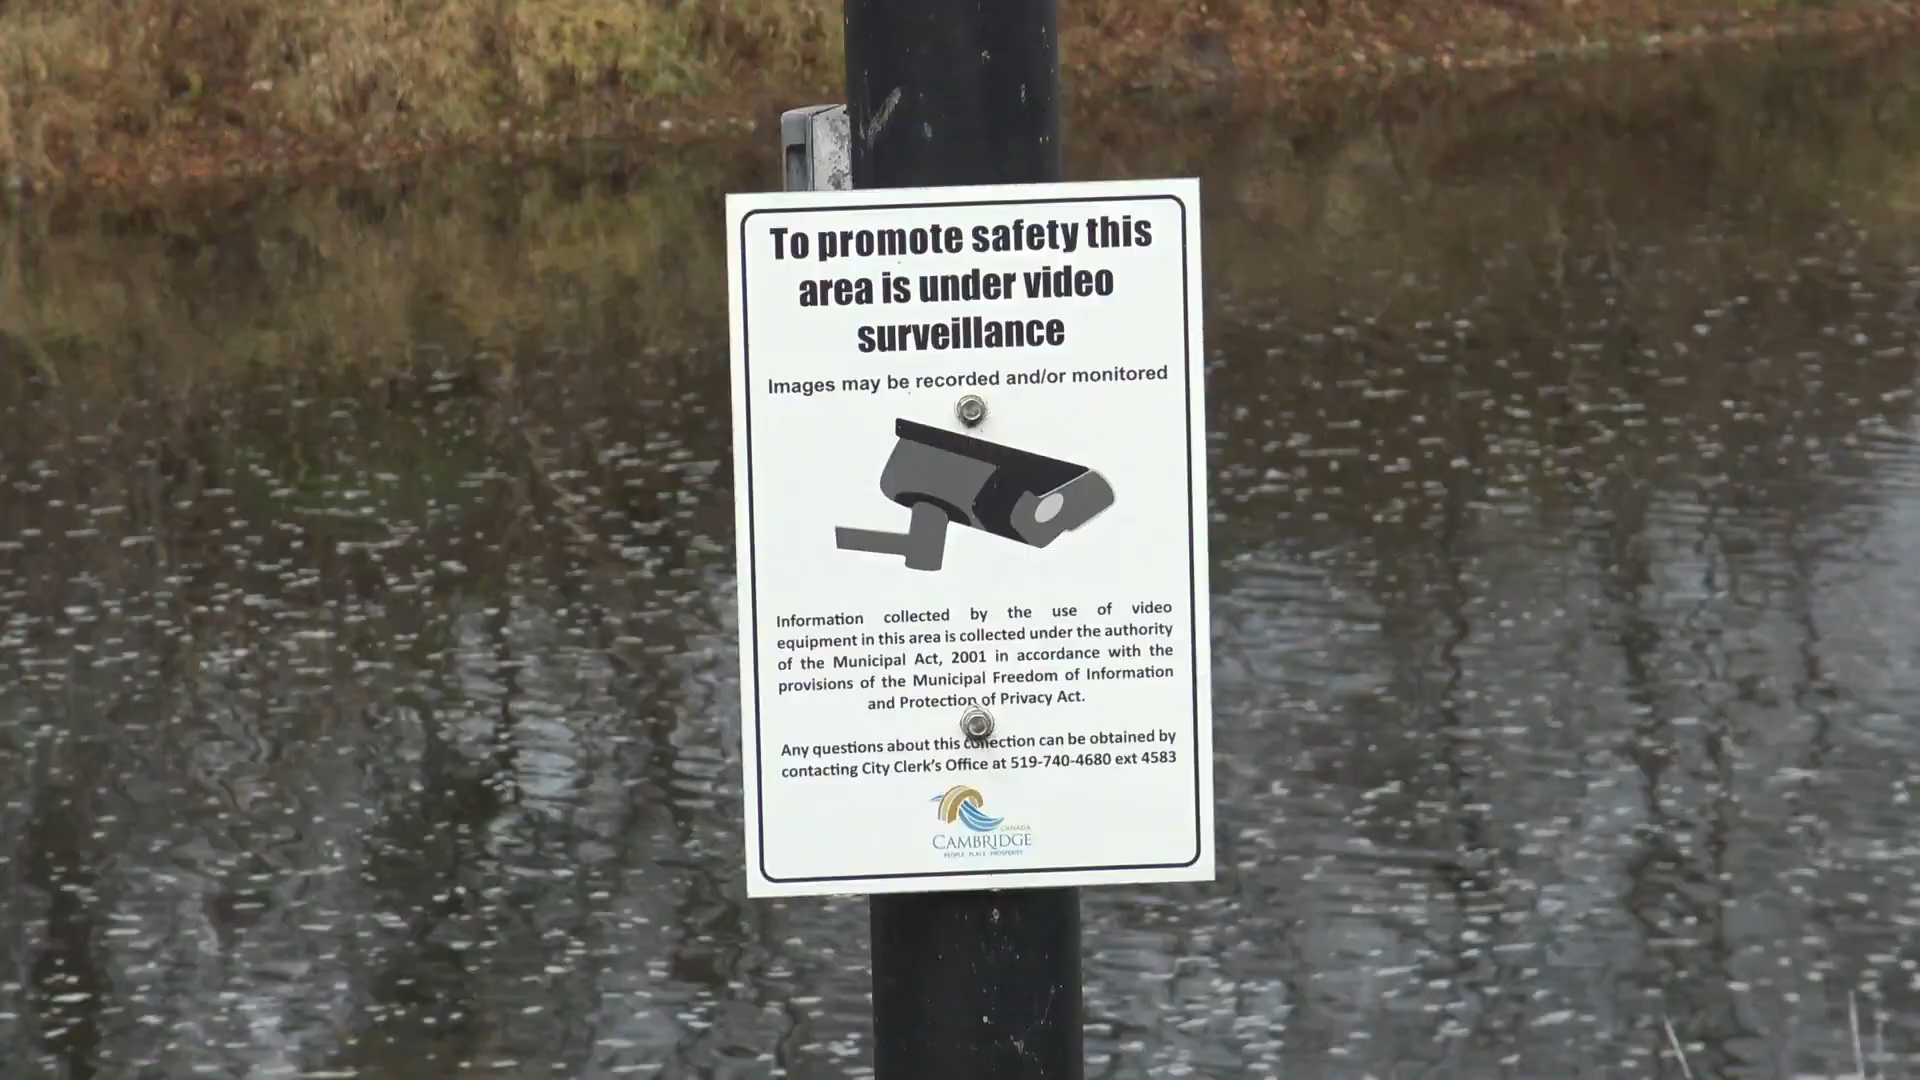 To promote safety this
area is under video
surveillance
Images may be recorded and/or monitored
Information collected by the use of video
equipment in this area is collected under the authority
of the Municipal Act, 2001 in accordance with the
provisions of the Municipal Freedom of Information
and Protection of Privacy Act.
Any questions about this collection can be obtained by
contacting City Clerk's Office at 519-740-4680 ext 4583
CANADA
CAMBRIDGE
PEOPLE · PLACE · PROSPERITY